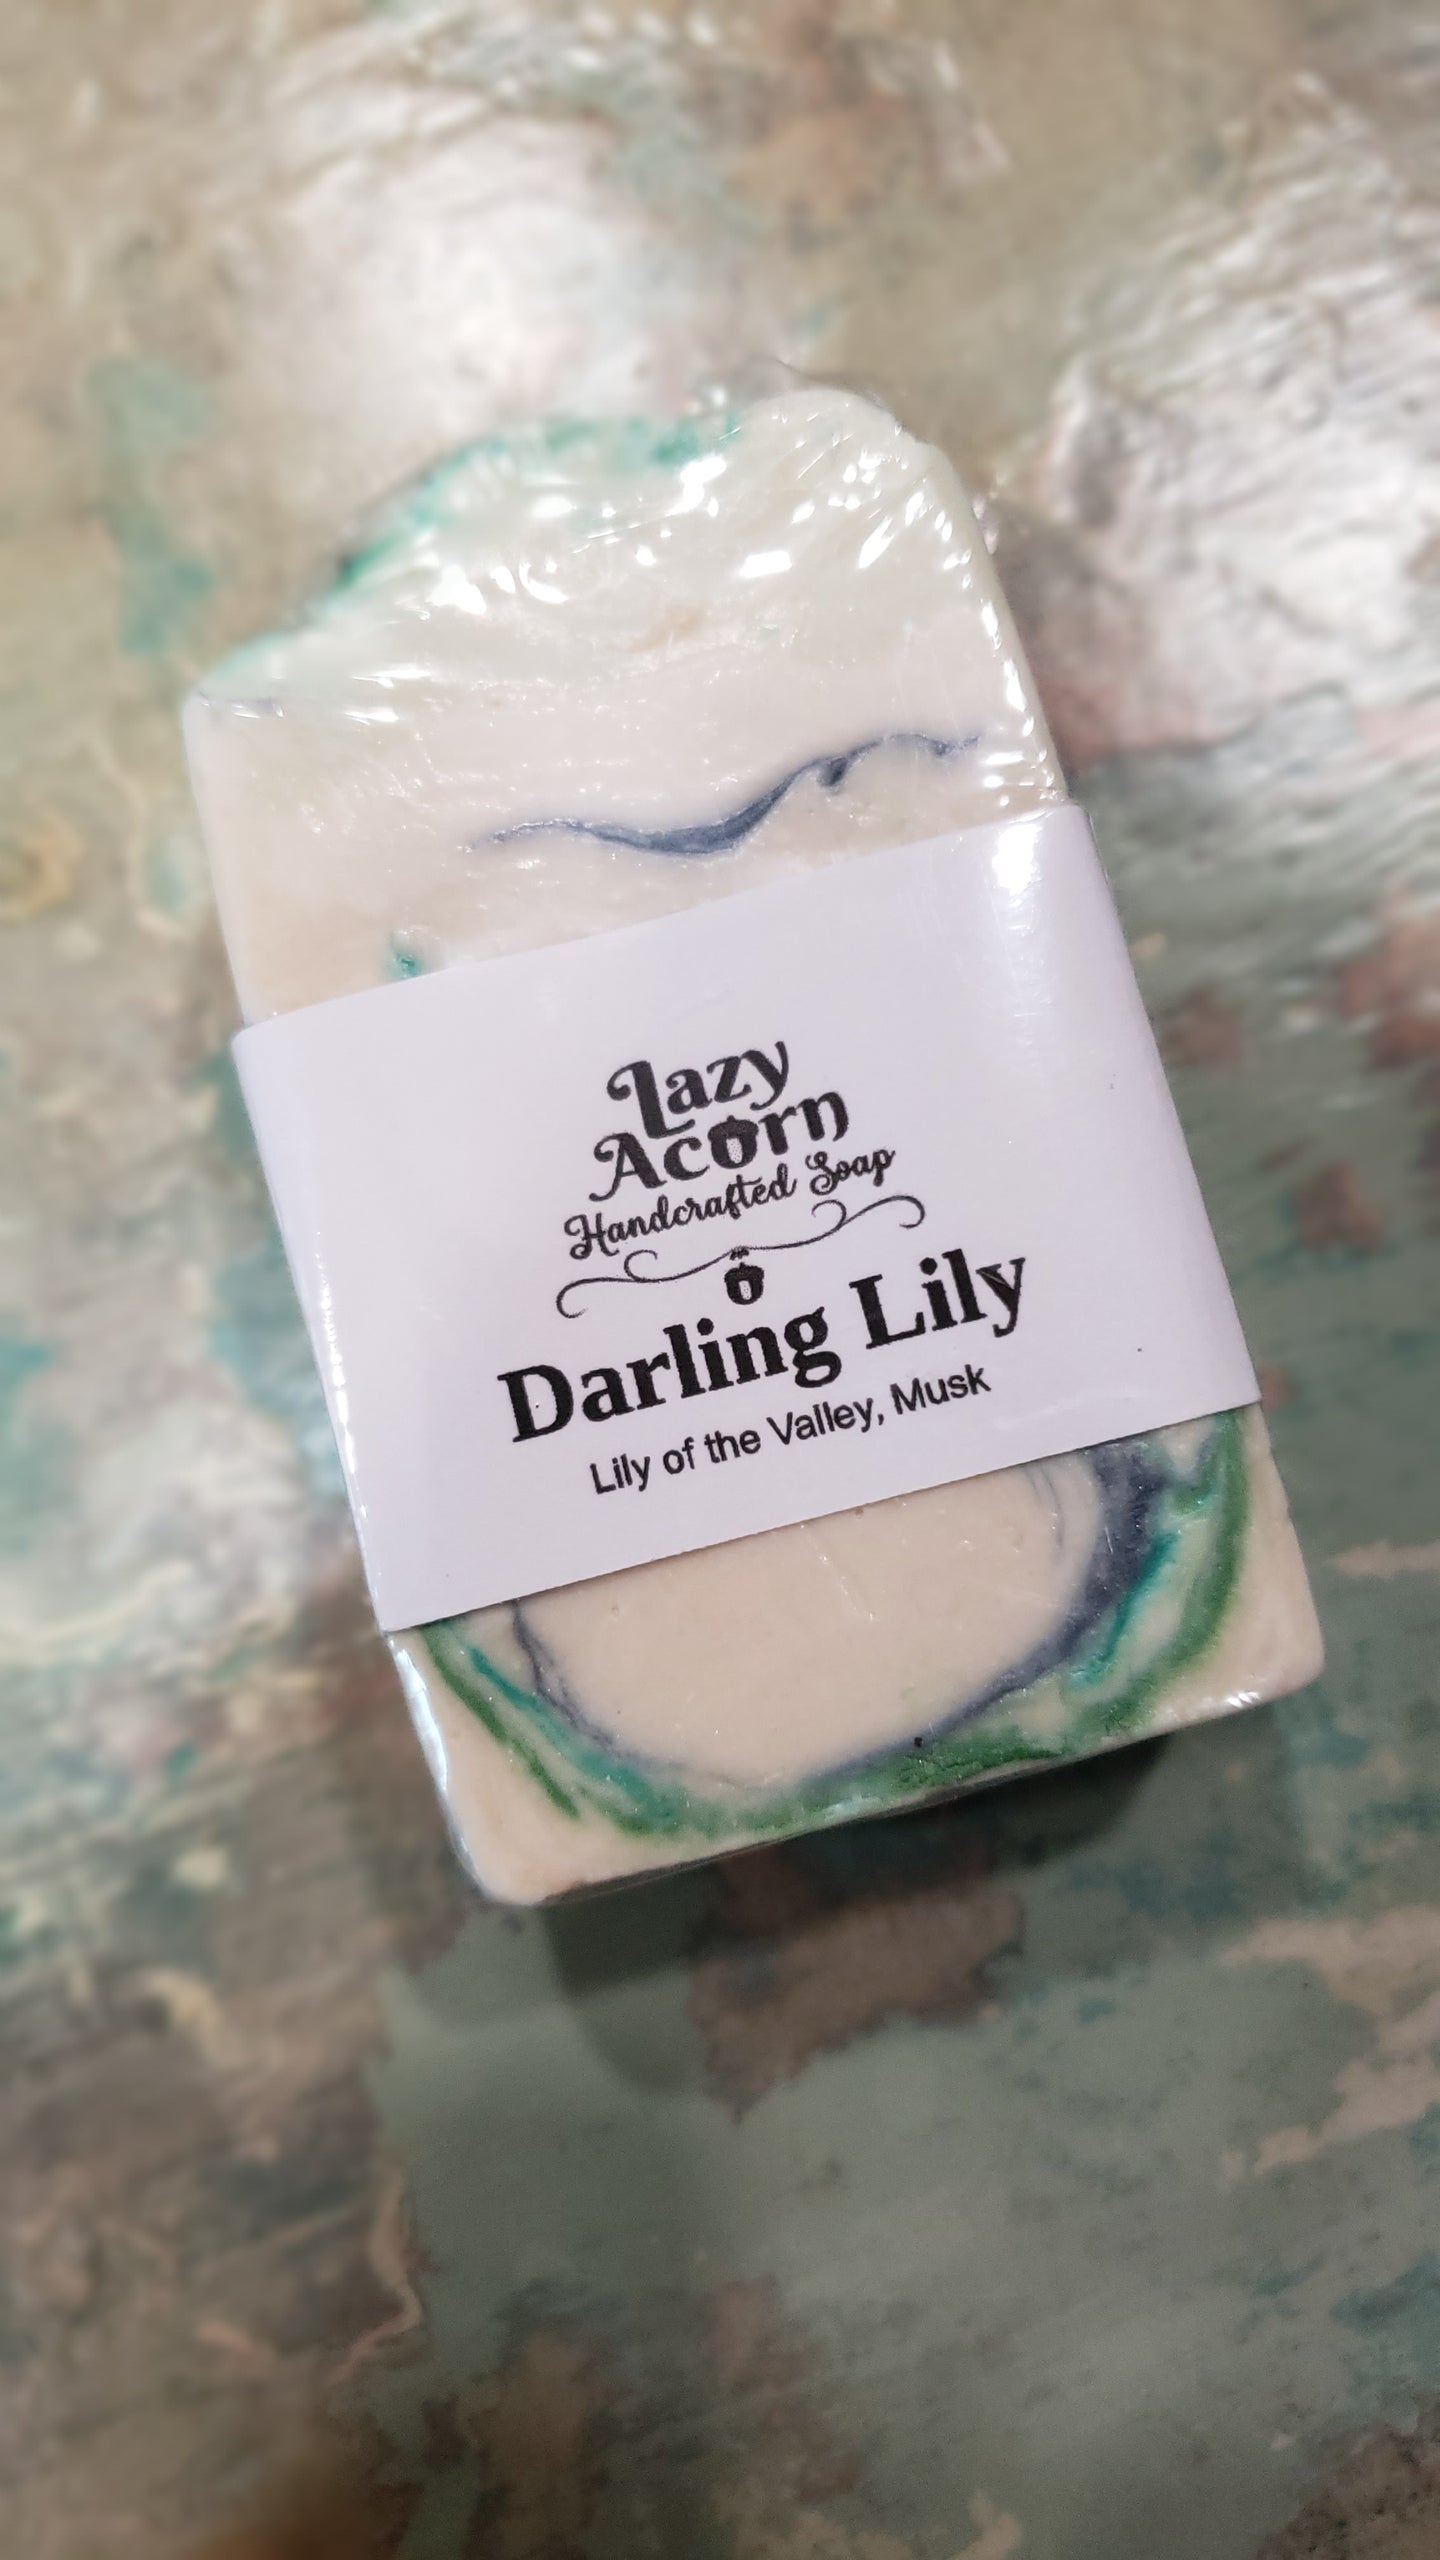 Lazy
Acorn
Handcrafted Soap
Darling Lily
Lily of the Valley, Musk